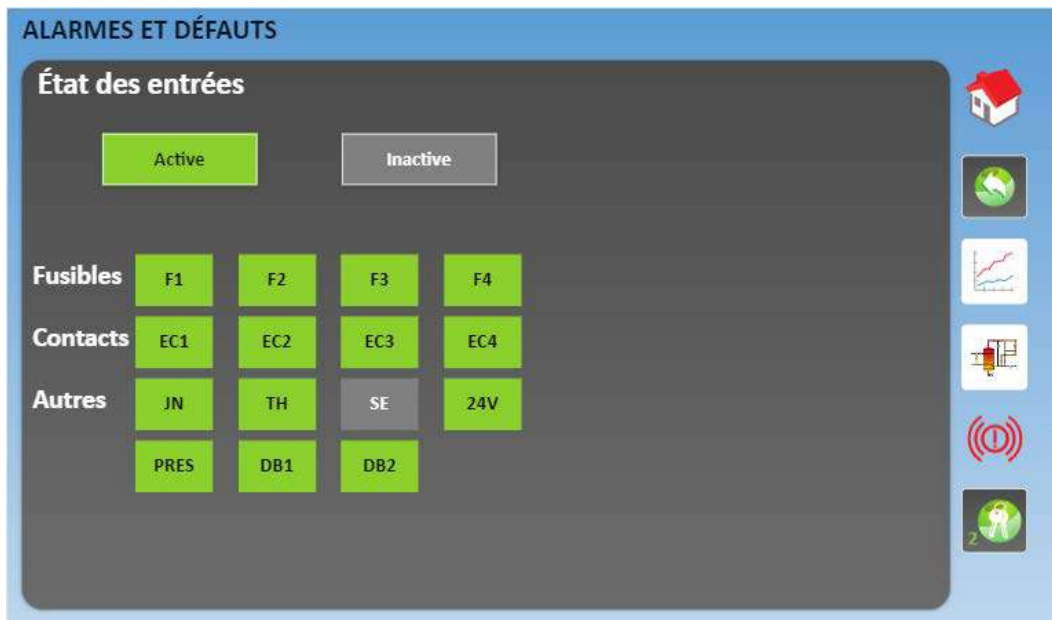 ALARMES ET DÉFAUTS
État des entrées
Active Inactive
Fusibles F1 F2 F3 F4
Contacts EC1 EC2 EC3 EC4
Autres JN TH SE 24V
PRES DB1 DB2
2